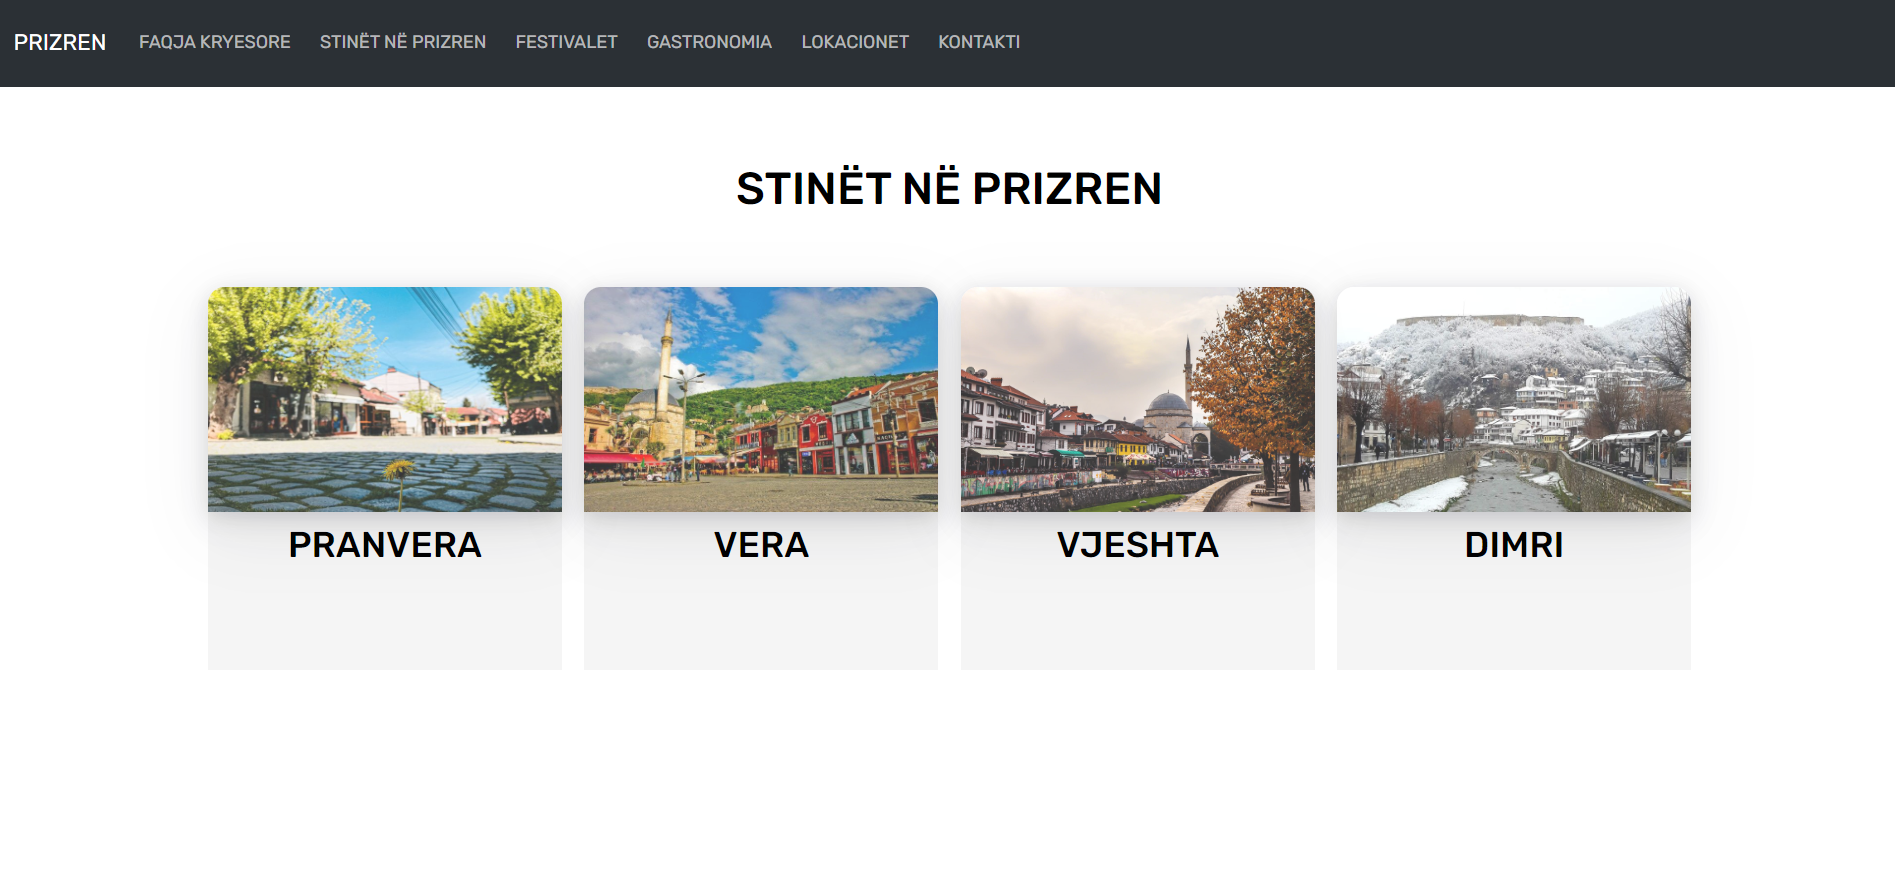 PRIZREN FAQJA KRYESORE STINËT NË PRIZREN FESTIVALET GASTRONOMIA LOKACIONET KONTAKTI
STINËT NË PRIZREN
PRANVERA VERA VJESHTA DIMRI